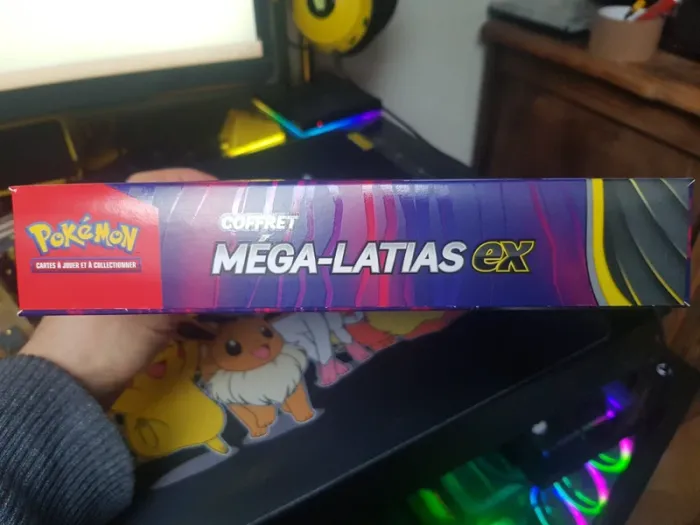 POKéMON
CARTES À JOUER ET À COLLECTIONNER
COFFRET
MÉGA-LATIAS ex